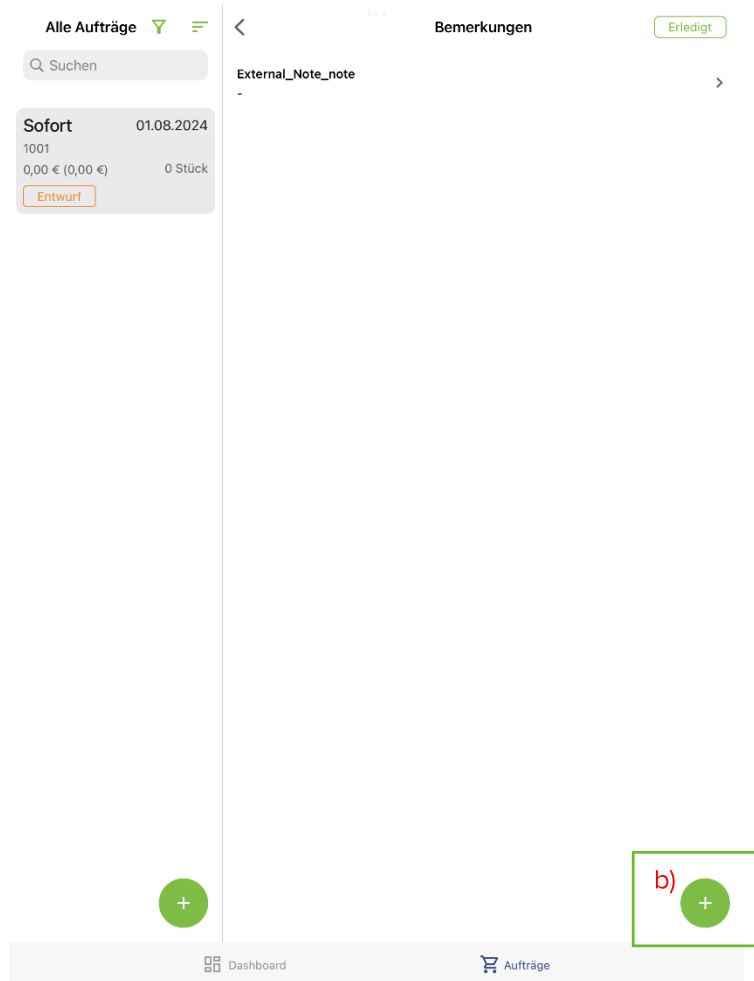 Alle Aufträge
Suchen
Sofort 01.08.2024
1001
0,00 € (0,00 €) 0 Stück
Entwurf
+
Bemerkungen Erledigt
External_Note_note
-
b)
+
Dashboard Aufträge